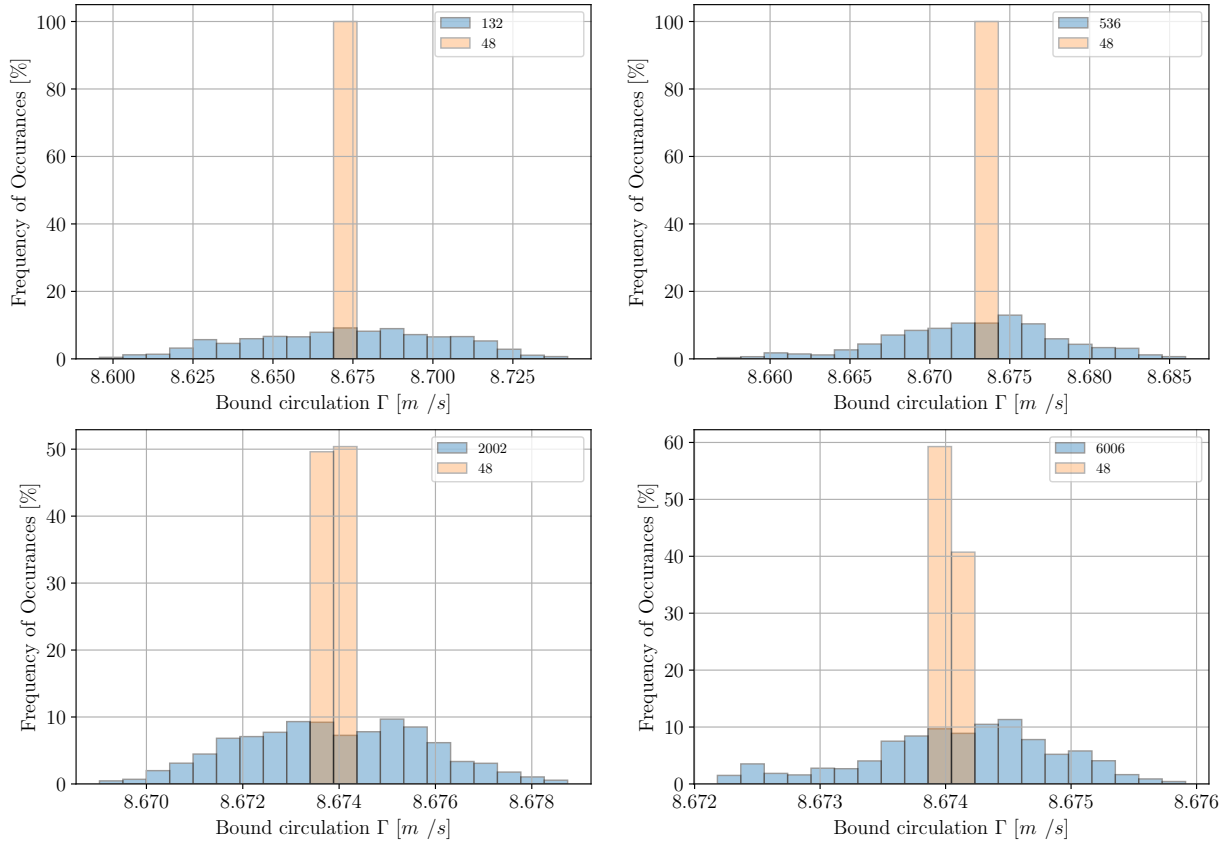 100
80
60
40
20
0
Frequency of Occurances [%]
132
48
8.600 8.625 8.650 8.675 8.700 8.725
Bound circulation Γ [m /s]
100
80
60
40
20
0
Frequency of Occurances [%]
536
48
8.660 8.665 8.670 8.675 8.680 8.685
Bound circulation Γ [m /s]
50
40
30
20
10
0
Frequency of Occurances [%]
2002
48
8.670 8.672 8.674 8.676 8.678
Bound circulation Γ [m /s]
60
50
40
30
20
10
0
Frequency of Occurances [%]
6006
48
8.672 8.673 8.674 8.675 8.676
Bound circulation Γ [m /s]